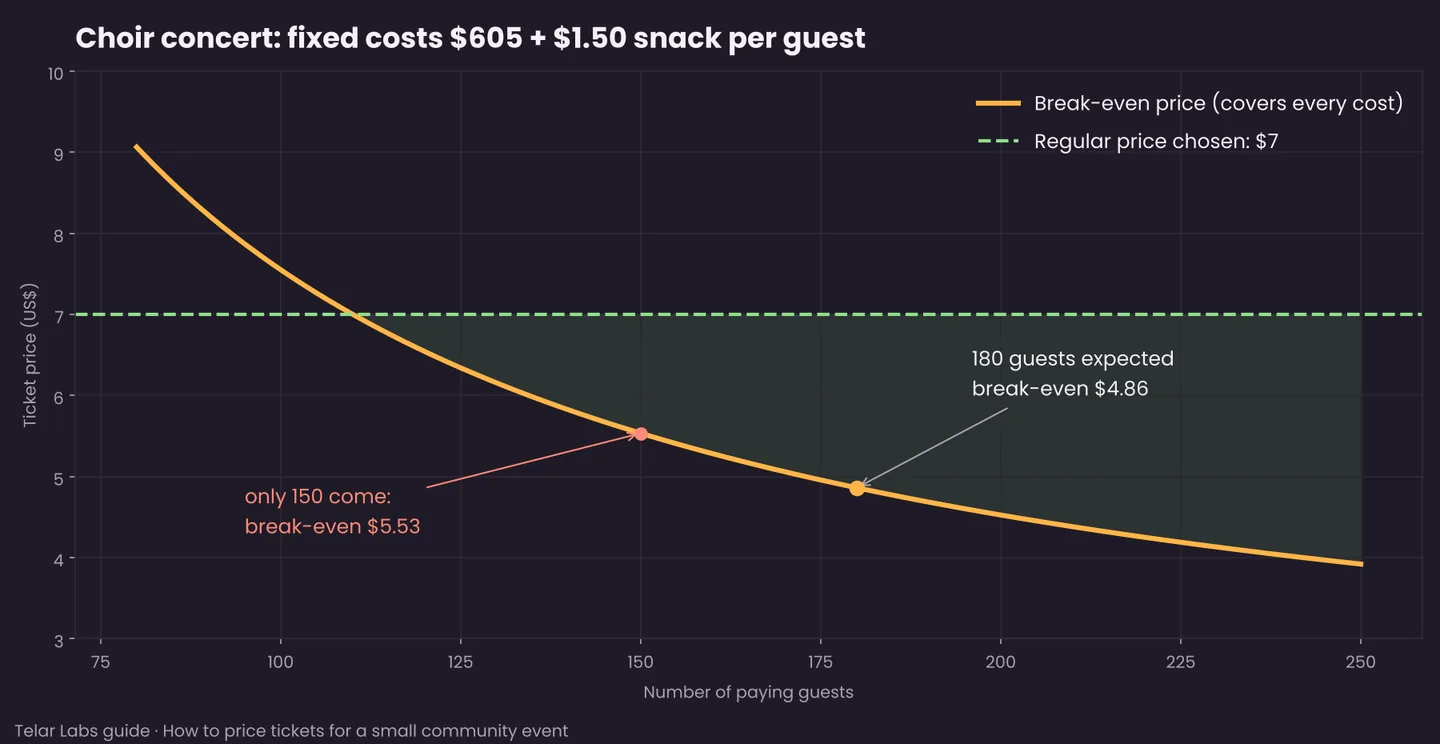 Choir concert: fixed costs $605 + $1.50 snack per guest
10
9
8
7
6
5
4
3
Ticket price (US$)
Break-even price (covers every cost)
Regular price chosen: $7
180 guests expected
break-even $4.86
only 150 come:
break-even $5.53
75 100 125 150 175 200 225 250
Number of paying guests
Telar Labs guide · How to price tickets for a small community event